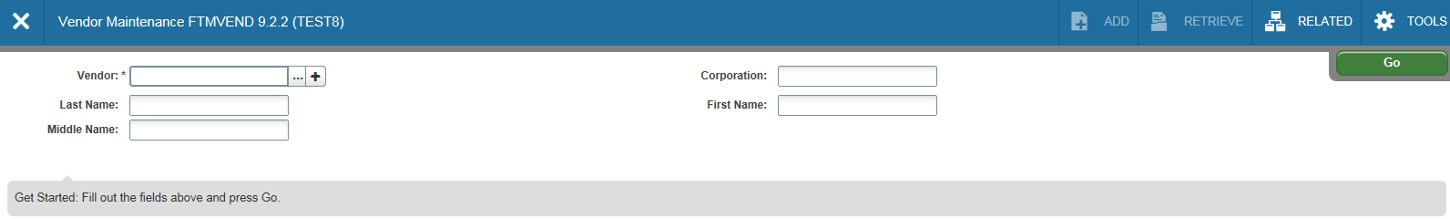 Vendor Maintenance FTMVEND 9.2.2 (TEST8) ADD RETRIEVE RELATED TOOLS
Go
Vendor: * ... Corporation:
Last Name: First Name:
Middle Name:
Get Started: Fill out the fields above and press Go.